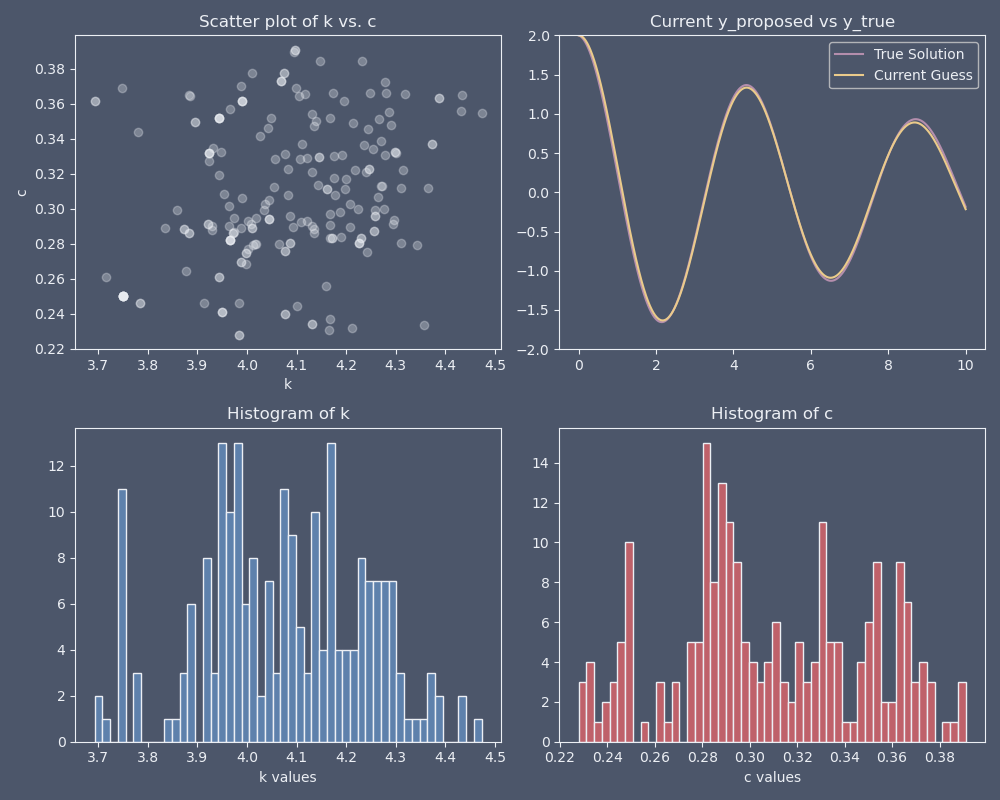 Scatter plot of k vs. c
c
0.38
0.36
0.34
0.32
0.30
0.28
0.26
0.24
0.22
3.7 3.8 3.9 4.0 4.1 4.2 4.3 4.4 4.5
k
Current y_proposed vs y_true
True Solution
Current Guess
2.0
1.5
1.0
0.5
0.0
−0.5
−1.0
−1.5
−2.0
0 2 4 6 8 10
Histogram of k
12
10
8
6
4
2
0
3.7 3.8 3.9 4.0 4.1 4.2 4.3 4.4 4.5
k values
Histogram of c
14
12
10
8
6
4
2
0
0.22 0.24 0.26 0.28 0.30 0.32 0.34 0.36 0.38
c values